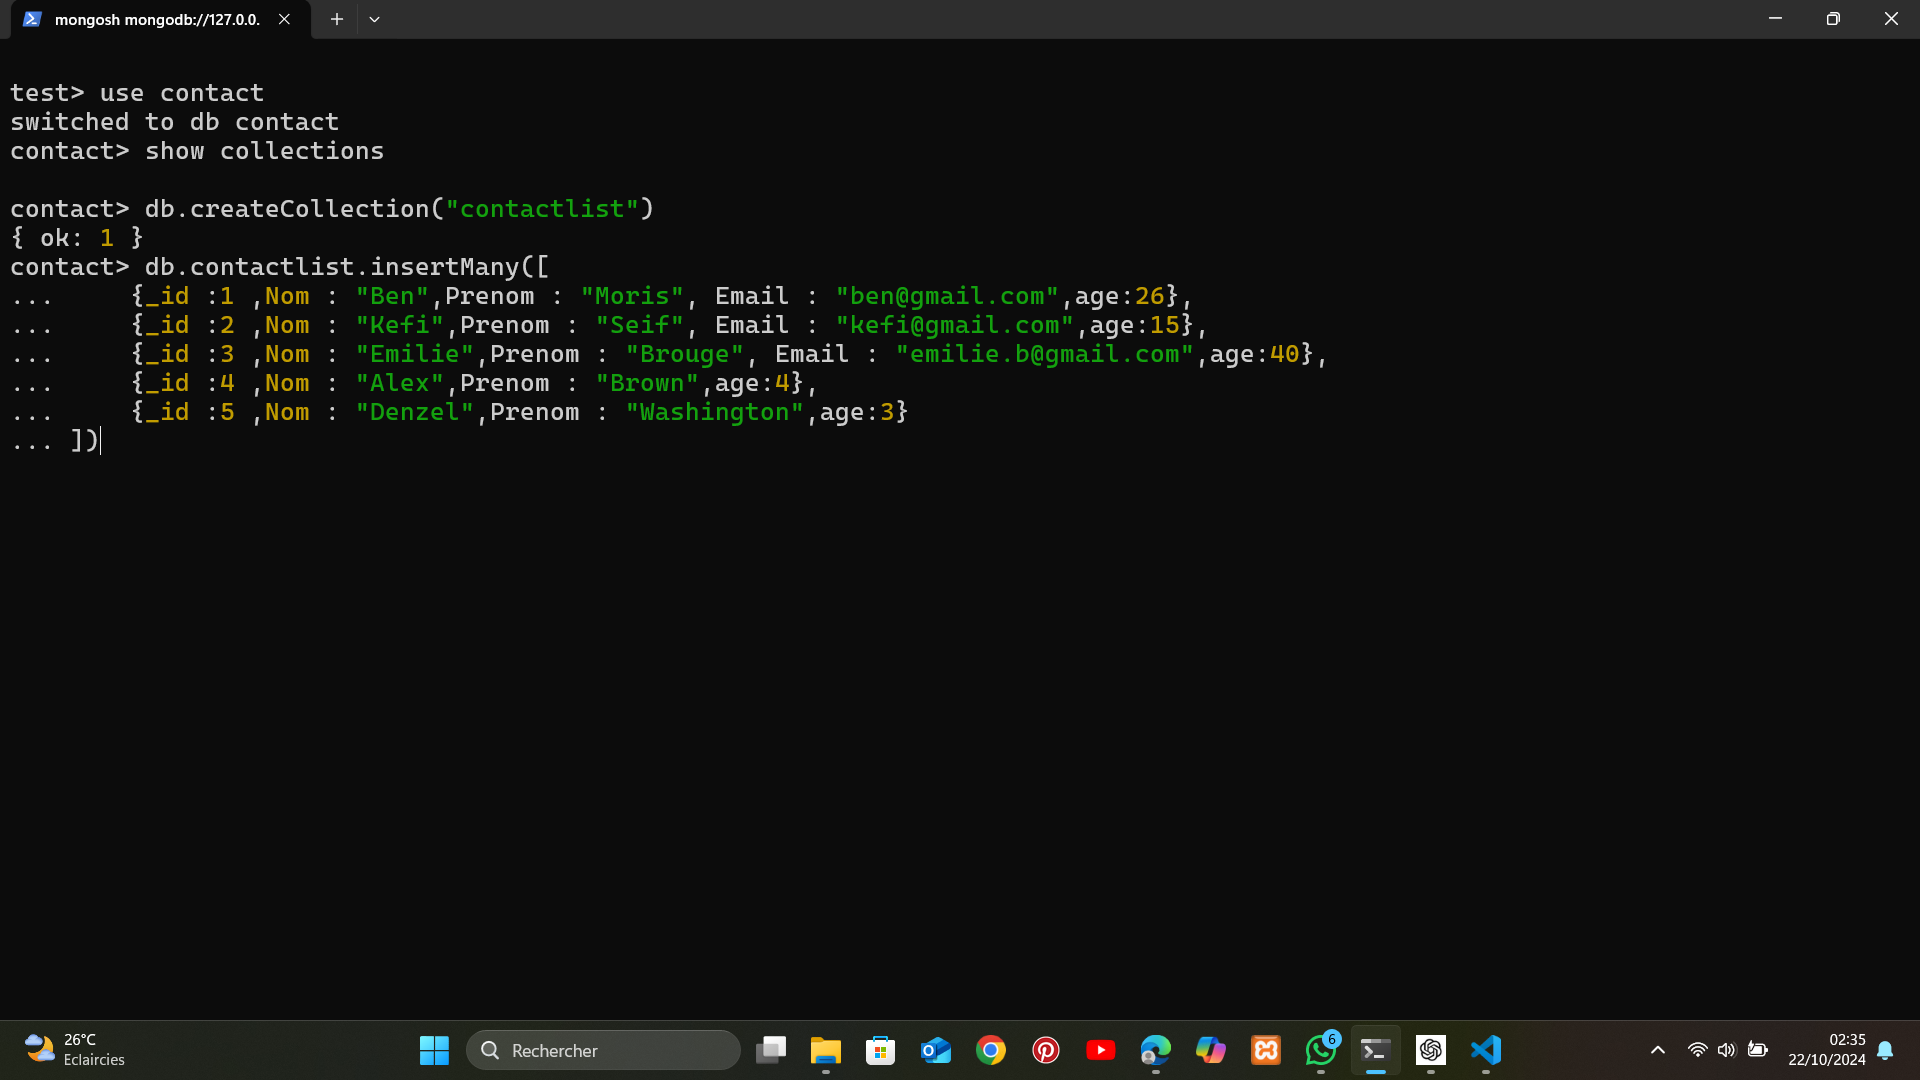 mongosh mongodb://127.0.0.
test> use contact
switched to db contact
contact> show collections
contact> db.createCollection("contactlist")
{ ok: 1 }
contact> db.contactlist.insertMany([
...     {_id :1 ,Nom : "Ben",Prenom : "Moris", Email : "ben@gmail.com",age:26},
...     {_id :2 ,Nom : "Kefi",Prenom : "Seif", Email : "kefi@gmail.com",age:15},
...     {_id :3 ,Nom : "Emilie",Prenom : "Brouge", Email : "emilie.b@gmail.com",age:40},
...     {_id :4 ,Nom : "Alex",Prenom : "Brown",age:4},
...     {_id :5 ,Nom : "Denzel",Prenom : "Washington",age:3}
... ])
26°C
Eclaircies
Rechercher
6
02:35
22/10/2024